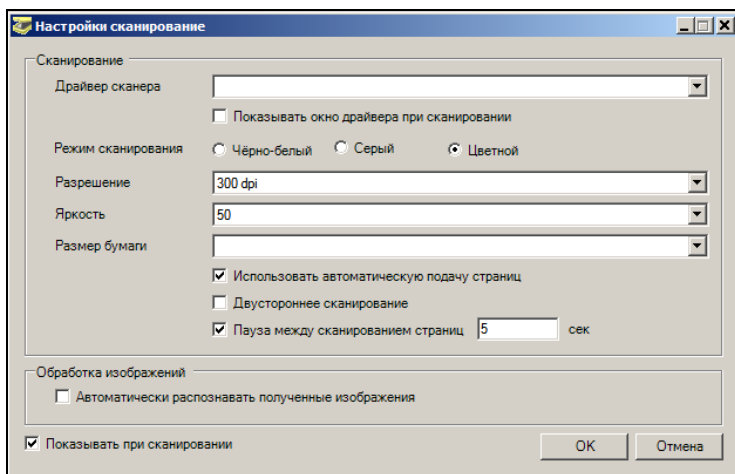 Настройки сканирование
Сканирование
Драйвер сканера
Показывать окно драйвера при сканировании
Режим сканирования Чёрно-белый Серый Цветной
Разрешение 300 dpi
Яркость 50
Размер бумаги
Использовать автоматическую подачу страниц
Двустороннее сканирование
Пауза между сканированием страниц 5 сек
Обработка изображений
Автоматически распознавать полученные изображения
Показывать при сканировании OK Отмена